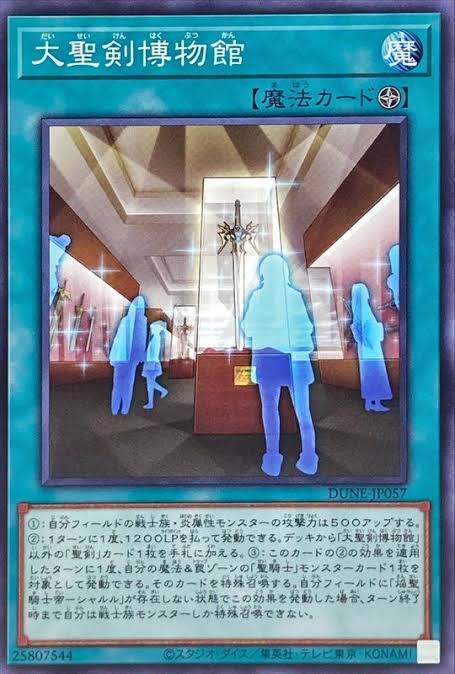 大聖剣博物館
【魔法カード】
DUNE-JP057
①：自分フィールドの戦士族・炎属性モンスターの攻撃力は５００アップする。
②：１ターンに１度、１２００LPを払って発動できる。デッキから「大聖剣博物館」
以外の「聖剣」カード１枚を手札に加える。③：このカードの②の効果を適用
したターンに１度、自分の魔法＆罠ゾーンの「聖騎士」モンスターカード１枚を
対象として発動できる。そのカードを特殊召喚する。自分フィールドに「焔聖
騎士帝－シャルル」が存在しない状態でこの効果を発動した場合、ターン終了
時まで自分は戦士族モンスターしか特殊召喚できない。
25807544
©スタジオ・ダイス／集英社・テレビ東京・KONAMI